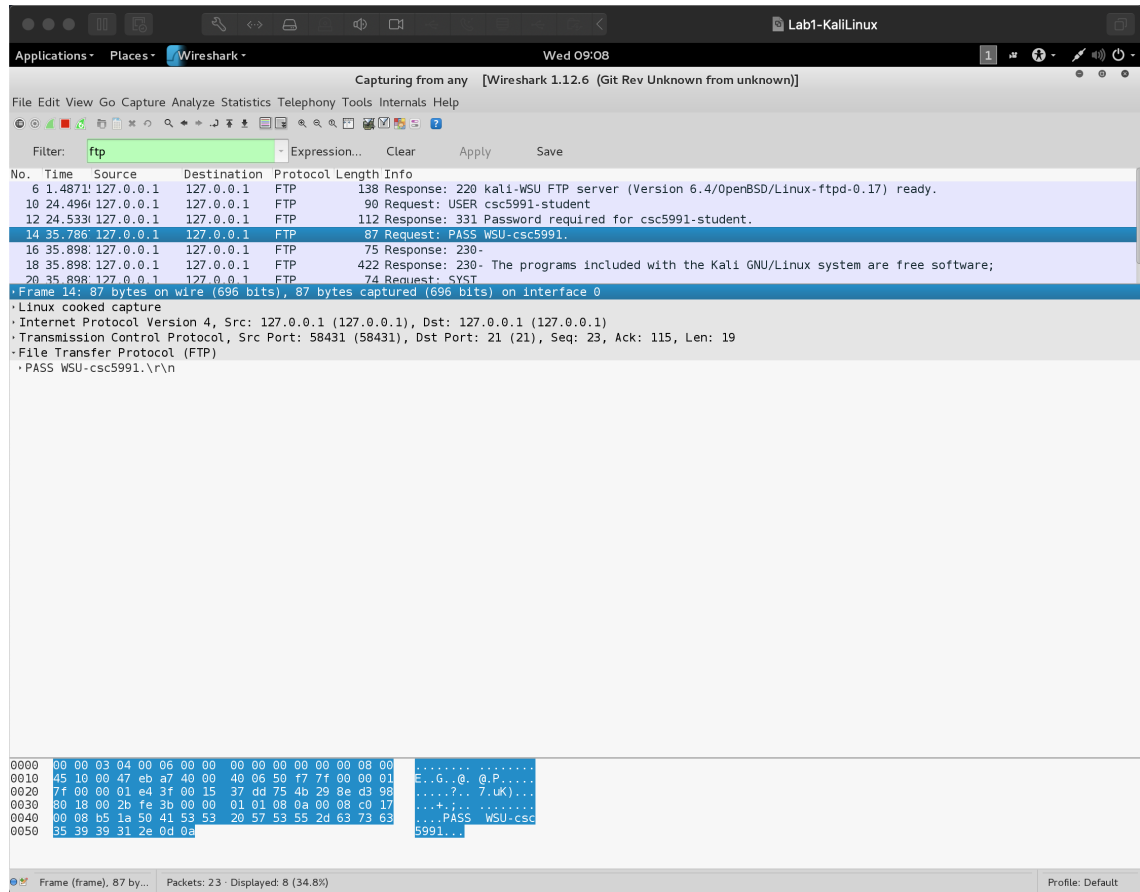 Lab1-KaliLinux
Applications Places Wireshark Wed 09:08 1
Capturing from any [Wireshark 1.12.6 (Git Rev Unknown from unknown)]
File Edit View Go Capture Analyze Statistics Telephony Tools Internals Help
Filter: ftp Expression... Clear Apply Save
No. Time Source Destination Protocol Length Info
6 1.4871 127.0.0.1 127.0.0.1 FTP 138 Response: 220 kali-WSU FTP server (Version 6.4/OpenBSD/Linux-ftpd-0.17) ready.
10 24.496 127.0.0.1 127.0.0.1 FTP 90 Request: USER csc5991-student
12 24.533 127.0.0.1 127.0.0.1 FTP 112 Response: 331 Password required for csc5991-student.
14 35.786 127.0.0.1 127.0.0.1 FTP 87 Request: PASS WSU-csc5991.
16 35.898 127.0.0.1 127.0.0.1 FTP 75 Response: 230-
18 35.898 127.0.0.1 127.0.0.1 FTP 422 Response: 230- The programs included with the Kali GNU/Linux system are free software;
20 35.898 127.0.0.1 127.0.0.1 FTP 74 Request: SYST
Frame 14: 87 bytes on wire (696 bits), 87 bytes captured (696 bits) on interface 0
Linux cooked capture
Internet Protocol Version 4, Src: 127.0.0.1 (127.0.0.1), Dst: 127.0.0.1 (127.0.0.1)
Transmission Control Protocol, Src Port: 58431 (58431), Dst Port: 21 (21), Seq: 23, Ack: 115, Len: 19
File Transfer Protocol (FTP)
PASS WSU-csc5991.\r\n
0000 00 00 03 04 00 06 00 00 00 00 00 00 00 00 08 00 ........ ........
0010 45 10 00 47 eb a7 40 00 40 06 50 f7 7f 00 00 01 E..G..@. @.P.....
0020 7f 00 00 01 e4 3f 00 15 37 dd 75 4b 29 8e d3 98 .....?.. 7.uK)...
0030 80 18 00 2b fe 3b 00 00 01 01 08 0a 00 08 c0 17 ...+.;.. ........
0040 00 08 b5 1a 50 41 53 53 20 57 53 55 2d 63 73 63 ....PASS WSU-csc
0050 35 39 39 31 2e 0d 0a 5991...
Frame (frame), 87 by... Packets: 23 · Displayed: 8 (34.8%) Profile: Default